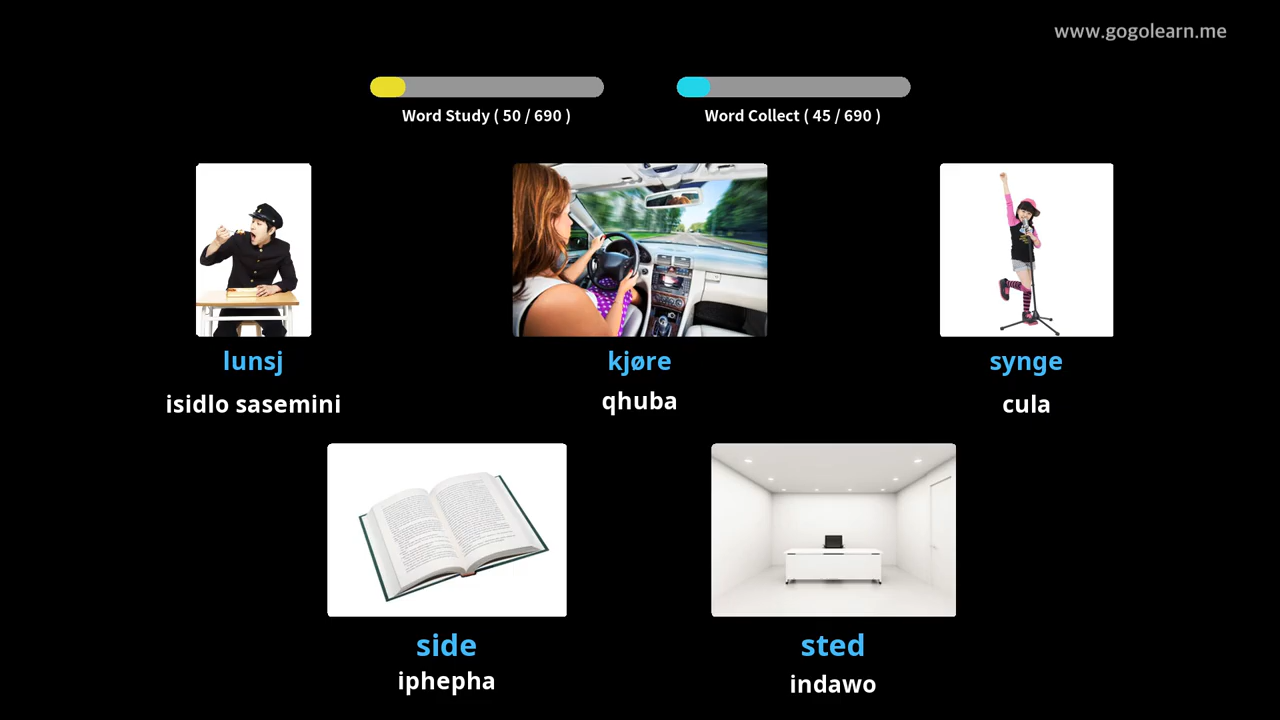 www.gogolearn.me
Word Study ( 50 / 690 )
Word Collect ( 45 / 690 )
lunsj
kjøre
synge
isidlo sasemini
qhuba
cula
side
sted
iphepha
indawo